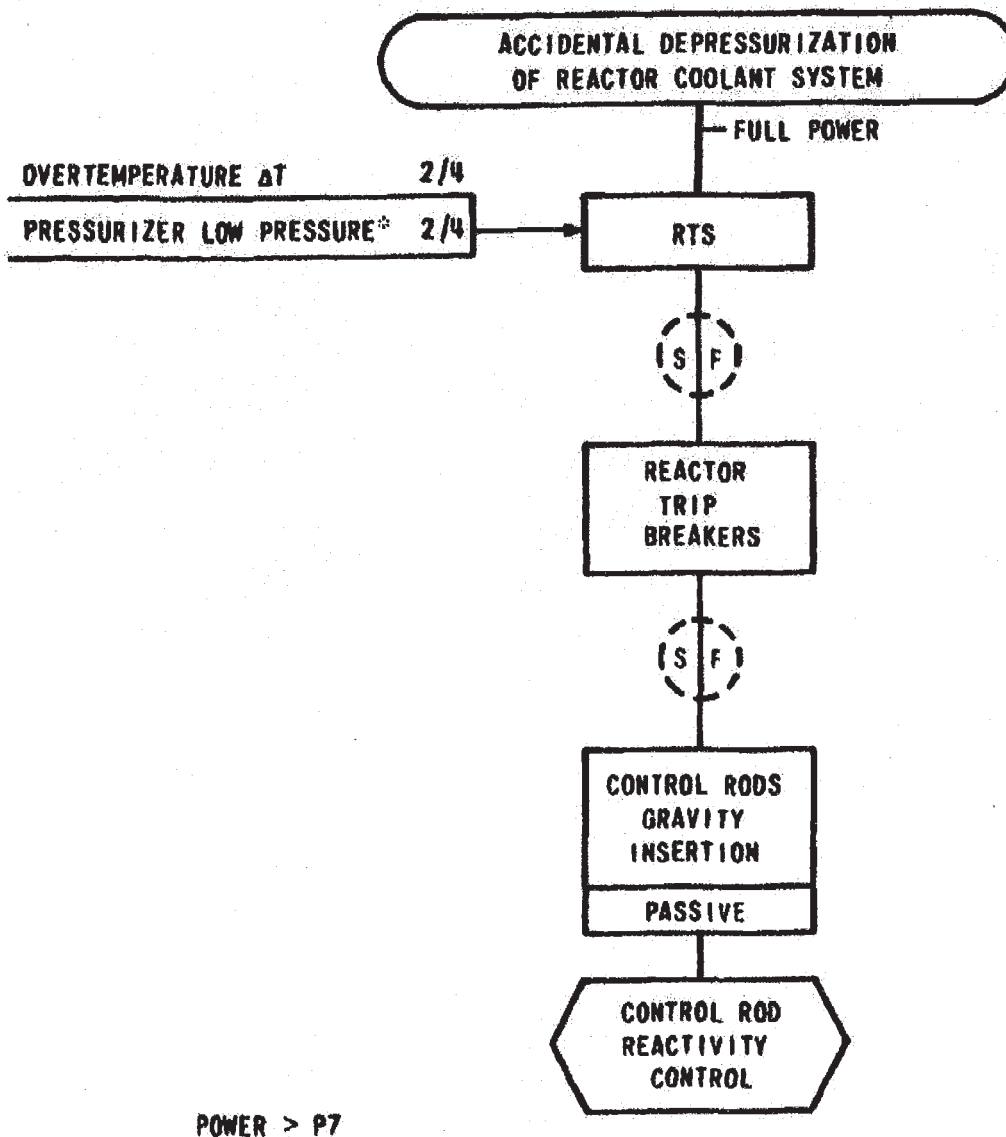 ACCIDENTAL DEPRESSURIZATION
OF REACTOR COOLANT SYSTEM
FULL POWER
OVERTEMPERATURE ΔT 2/4
PRESSURIZER LOW PRESSURE* 2/4
RTS
S F
REACTOR
TRIP
BREAKERS
S F
CONTROL RODS
GRAVITY
INSERTION
PASSIVE
CONTROL ROD
REACTIVITY
CONTROL
POWER > P7